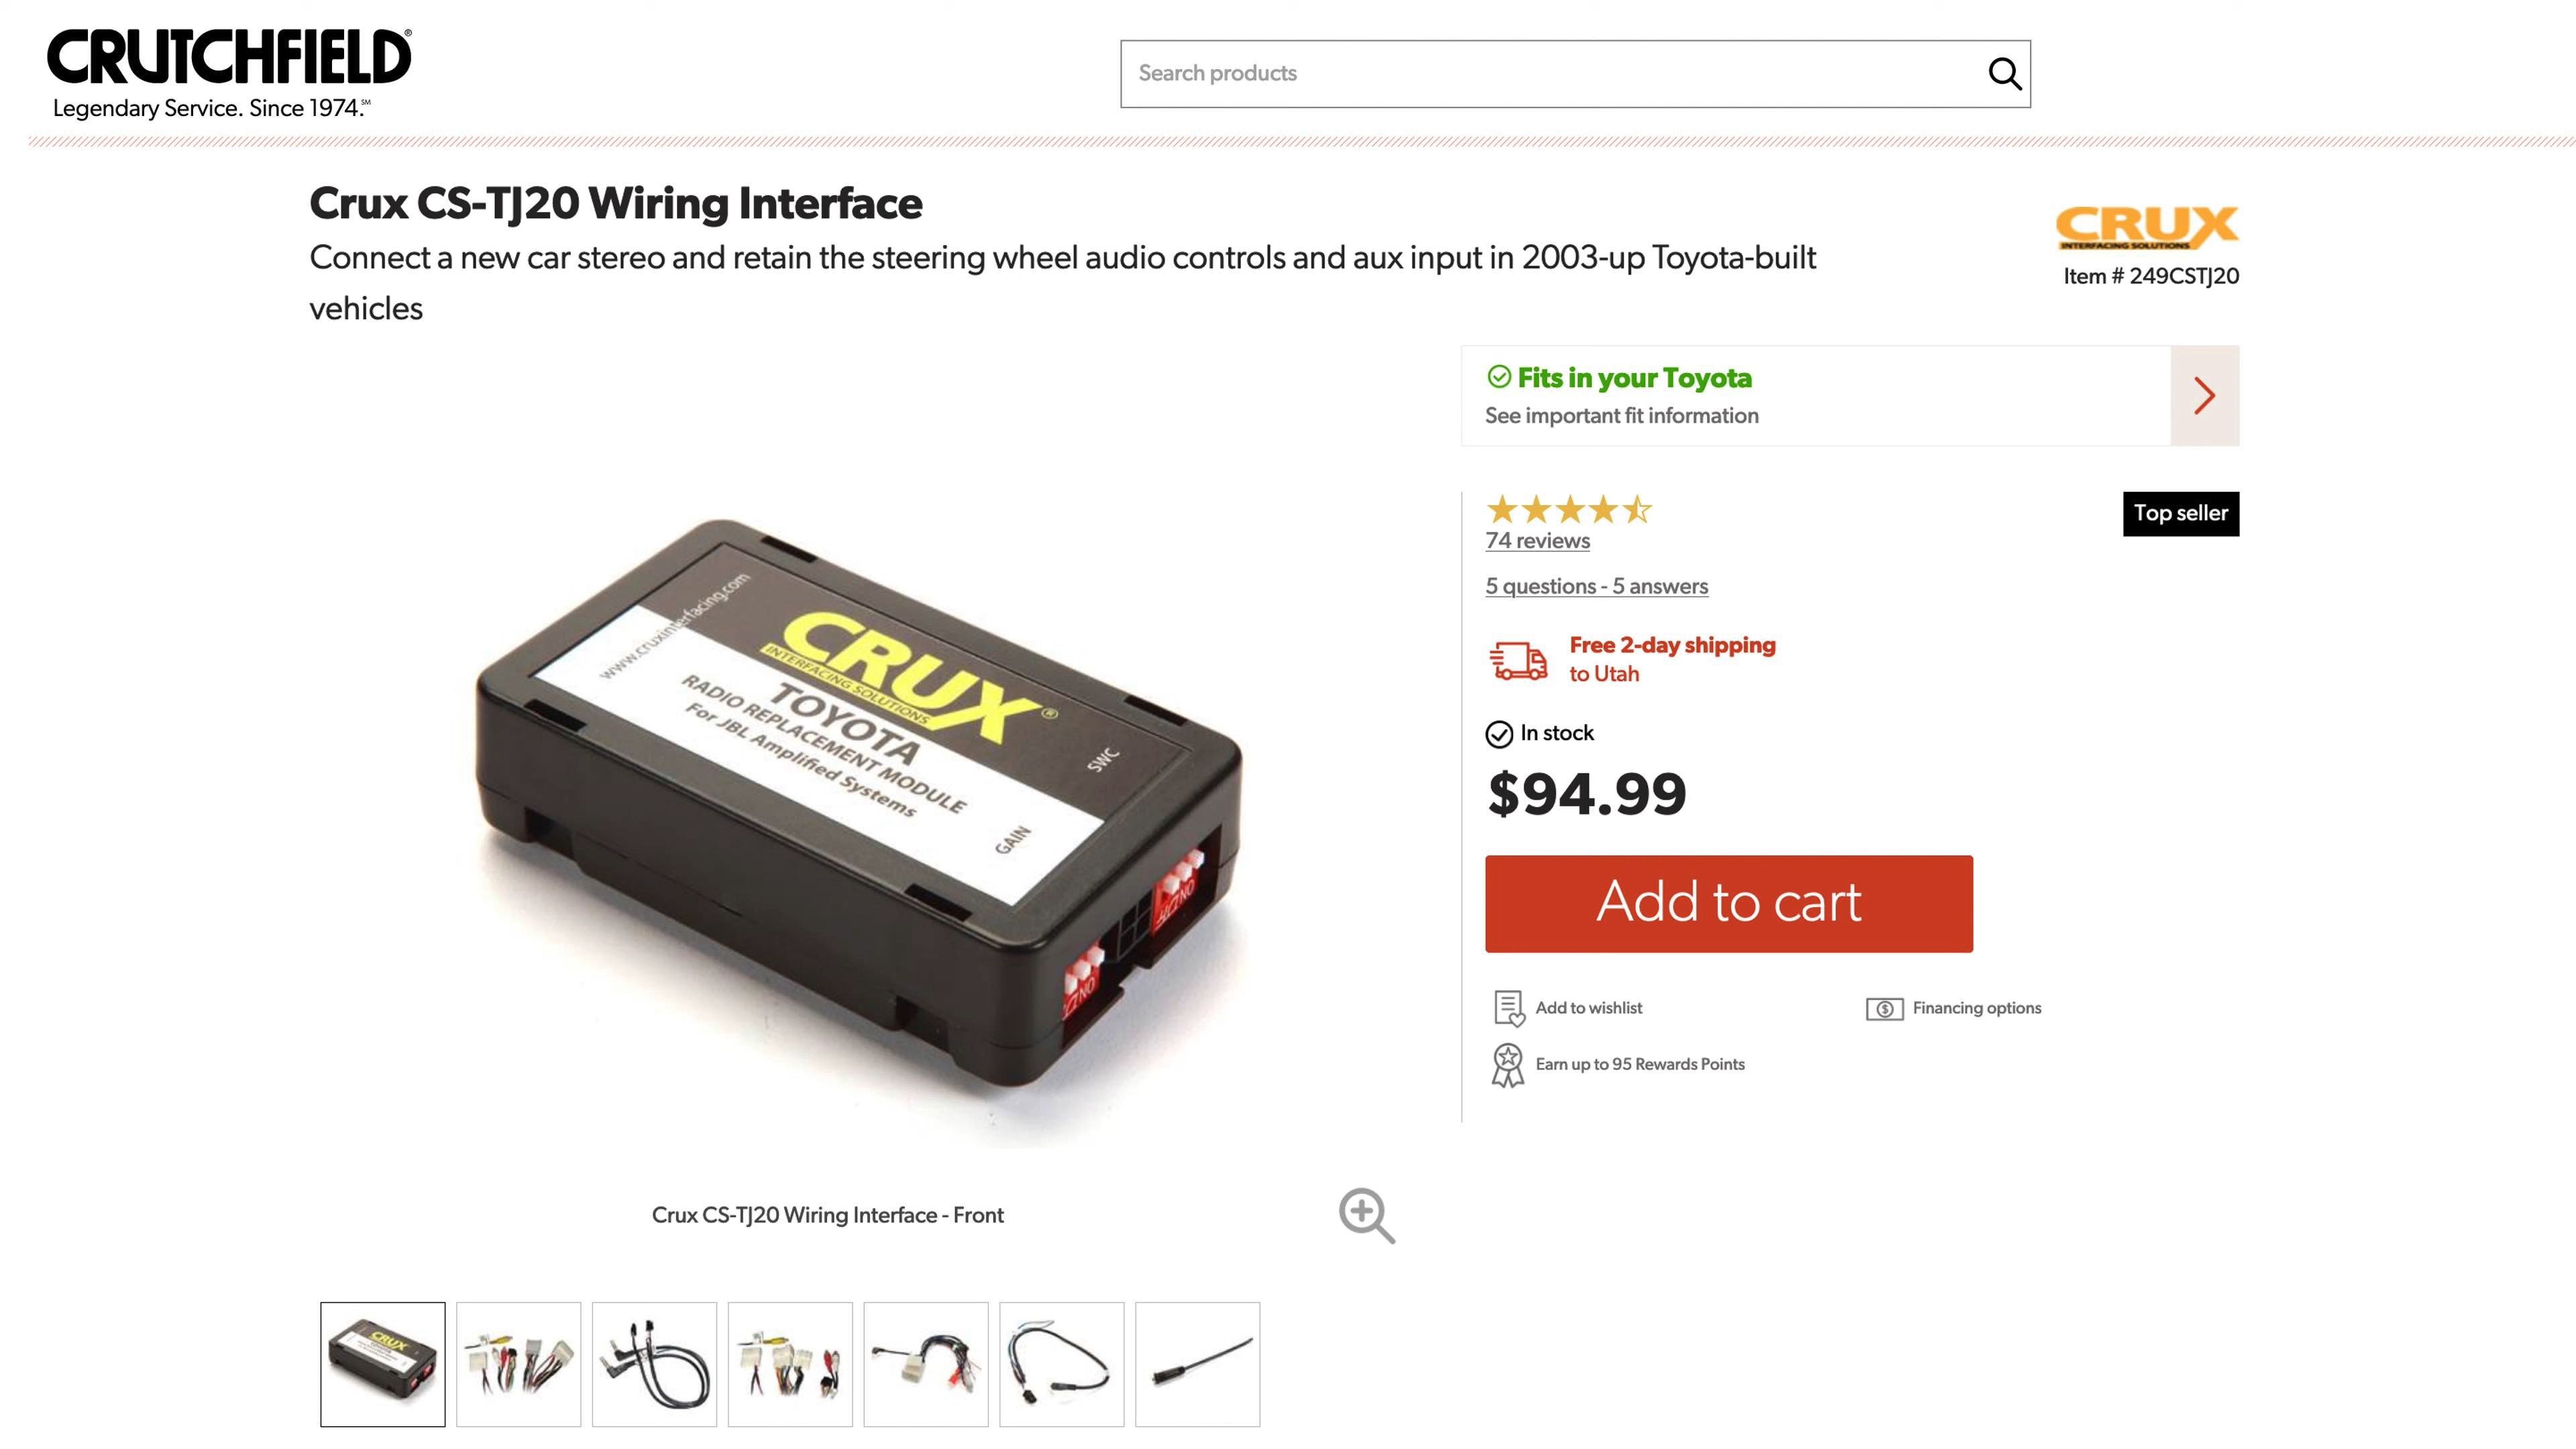 CRUTCHFIELD®
Legendary Service. Since 1974.℠
Search products
Crux CS-TJ20 Wiring Interface
Connect a new car stereo and retain the steering wheel audio controls and aux input in 2003-up Toyota-built
vehicles
CRUX
INTERFACING SOLUTIONS
Item # 249CSTJ20
Fits in your Toyota
See important fit information
74 reviews
Top seller
5 questions - 5 answers
Free 2-day shipping
to Utah
In stock
$94.99
Add to cart
Add to wishlist
Financing options
Earn up to 95 Rewards Points
www.cruxinterfacing.com
CRUX®
INTERFACING SOLUTIONS
TOYOTA
RADIO REPLACEMENT MODULE
For JBL Amplified Systems
SWC
GAIN
Crux CS-TJ20 Wiring Interface - Front
CRUX